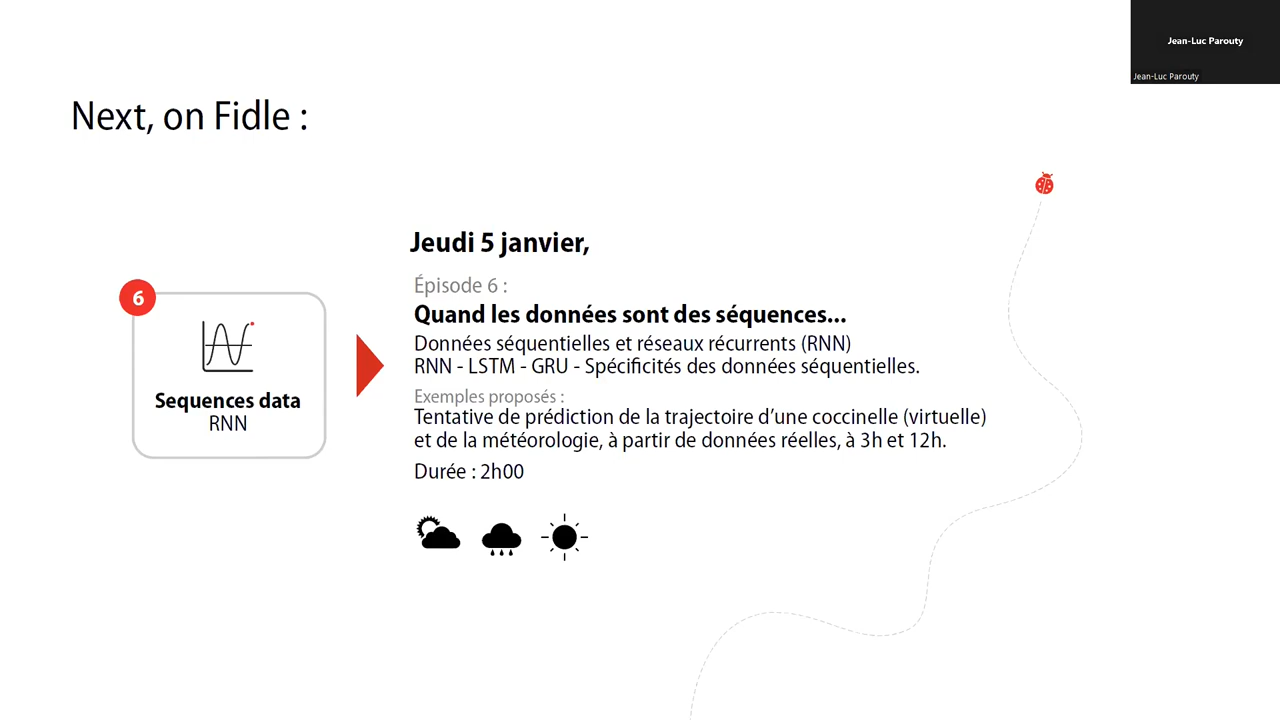 Jean-Luc Parouty
Jean-Luc Parouty
Next, on Fidle :
6
Sequences data
RNN
Jeudi 5 janvier,
Épisode 6 :
Quand les données sont des séquences...
Données séquentielles et réseaux récurrents (RNN)
RNN - LSTM - GRU - Spécificités des données séquentielles.
Exemples proposés :
Tentative de prédiction de la trajectoire d’une coccinelle (virtuelle)
et de la météorologie, à partir de données réelles, à 3h et 12h.
Durée : 2h00